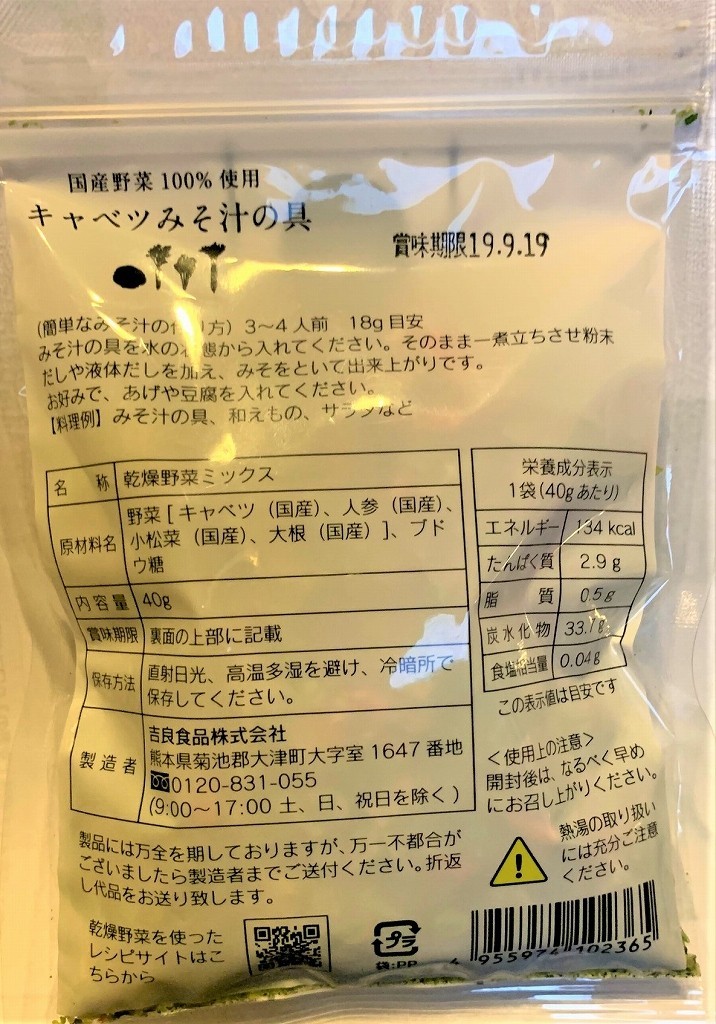 国産野菜 100% 使用
キャベツみそ汁の具
賞味期限19.9.19
(簡単なみそ汁の作り方) 3〜4 人前 18g 目安
みそ汁の具を水の状態から入れてください。そのまま一煮立ちさせ粉末
だしや液体だしを加え、みそをといて出来上がりです。
お好みで、あげや豆腐を入れてください。
【料理例】みそ汁の具、和えもの、サラダなど
名 称 乾燥野菜ミックス
原材料名 野菜 [ キャベツ（国産）、人参（国産）、
小松菜（国産）、大根（国産）]、ブド
ウ糖
内容量 40g
賞味期限 裏面の上部に記載
保存方法 直射日光、高温多湿を避け、冷暗所で
保存してください。
製造者 吉良食品株式会社
熊本県菊池郡大津町大字室 1647 番地
0120-831-055
(9:00〜17:00 土、日、祝日を除く)
栄養成分表示
1袋 (40gあたり)
エネルギー 134 kcal
たんぱく質 2.9 g
脂 質 0.5 g
炭水化物 33.7 g
食塩相当量 0.04 g
この表示値は目安です
＜使用上の注意＞
開封後は、なるべく早め
にお召し上がりください。
熱湯の取り扱い
には充分ご注意
ください。
製品には万全を期しておりますが、万一不都合が
ございましたら製造者までご送付ください。折返
し代品をお送り致します。
乾燥野菜を使った
レシピサイトはこ
ちらから
プラ
袋:PP
4 955974 102365